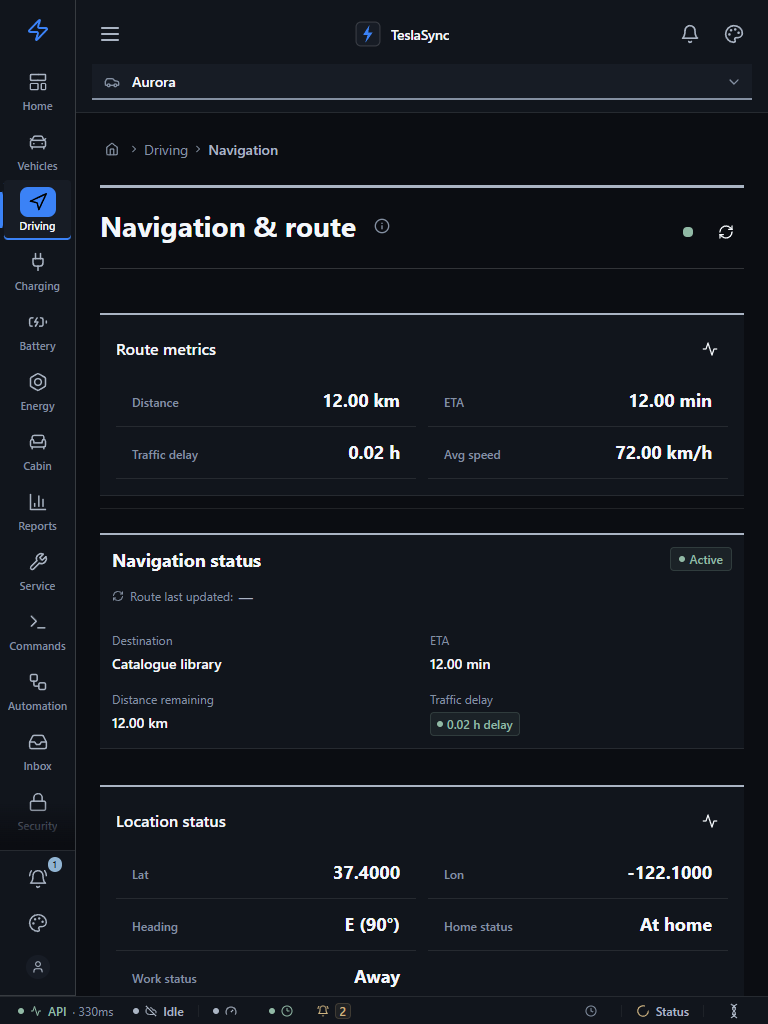 TeslaSync
Aurora
Home
Vehicles
Driving
Charging
Battery
Energy
Cabin
Reports
Service
Commands
Automation
Inbox
Security
1
Driving
Navigation
Navigation & route
Route metrics
Distance 12.00 km
ETA 12.00 min
Traffic delay 0.02 h
Avg speed 72.00 km/h
Navigation status
Active
Route last updated: —
Destination
Catalogue library
ETA
12.00 min
Distance remaining
12.00 km
Traffic delay
0.02 h delay
Location status
Lat 37.4000
Lon -122.1000
Heading E (90°)
Home status At home
Work status Away
API · 330ms
Idle
2
Status